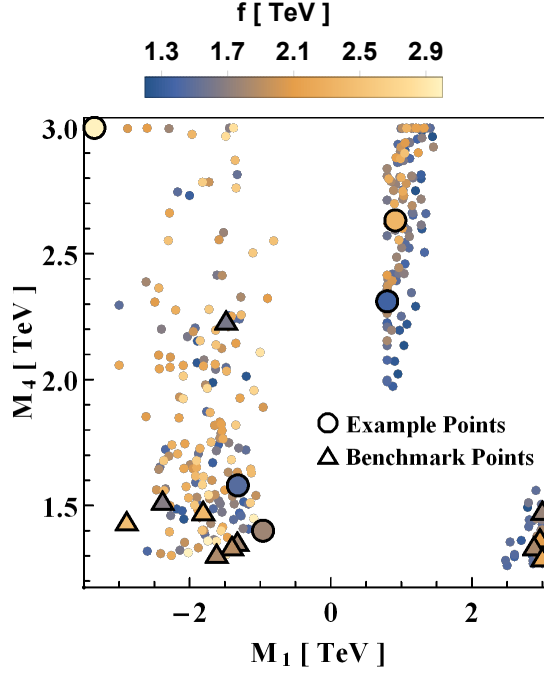 f [ TeV ]
1.3 1.7 2.1 2.5 2.9
3.0
2.5
2.0
1.5
M4 [ TeV ]
Example Points
Benchmark Points
−2 0 2
M1 [ TeV ]